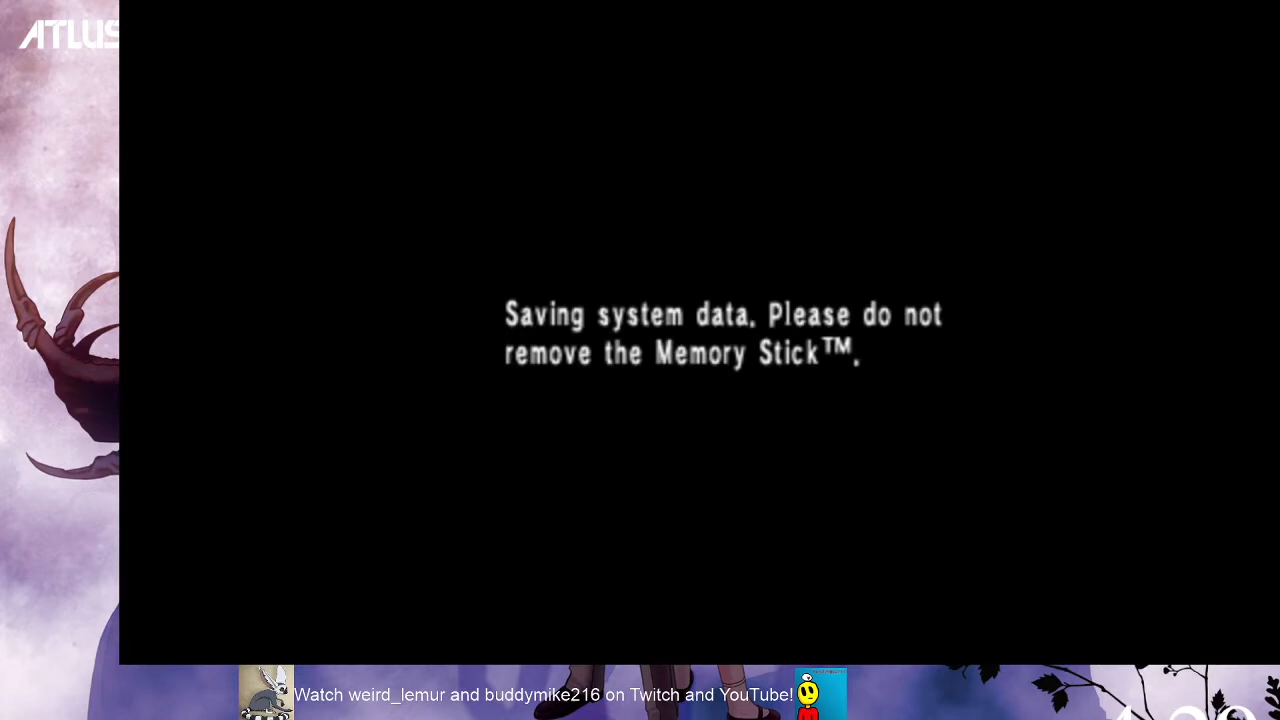 ATLUS
Saving system data. Please do not
remove the Memory Stick™.
Watch weird_lemur and buddymike216 on Twitch and YouTube!